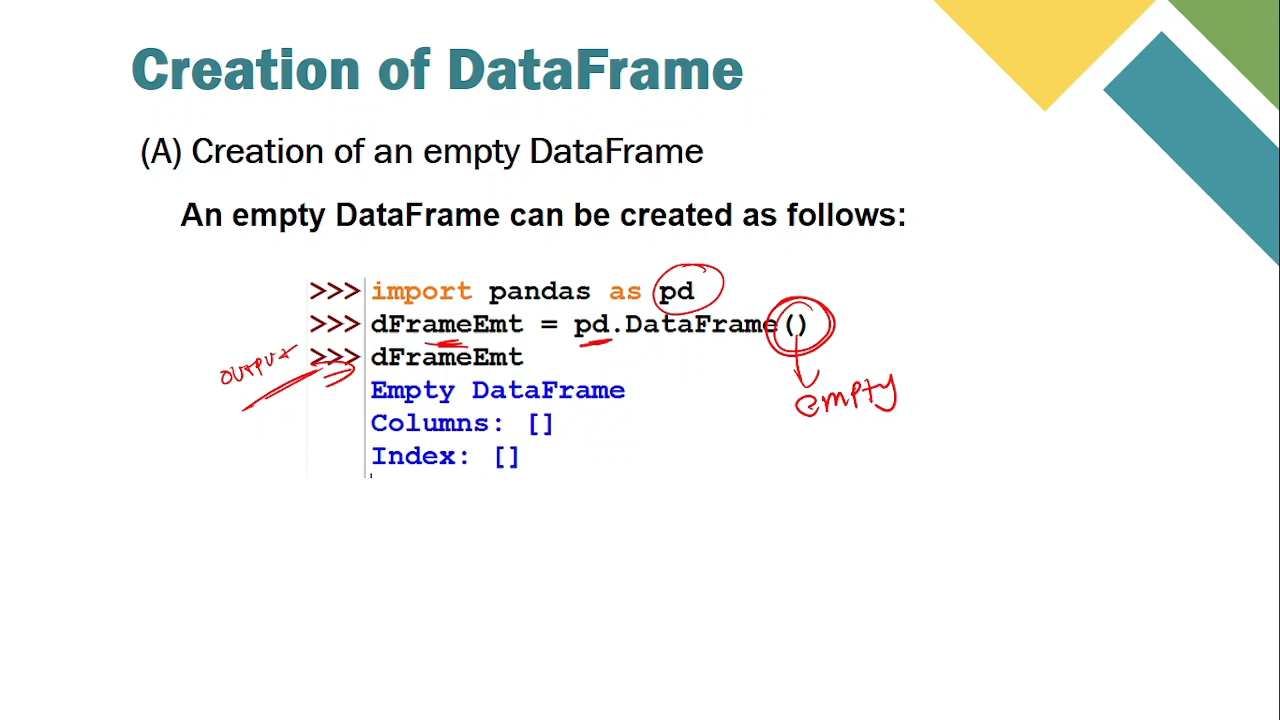 Creation of DataFrame
(A) Creation of an empty DataFrame
An empty DataFrame can be created as follows:
>>> import pandas as pd
>>> dFrameEmt = pd.DataFrame()
>>> dFrameEmt
OUTPUT
Empty DataFrame
empty
Columns: []
Index: []